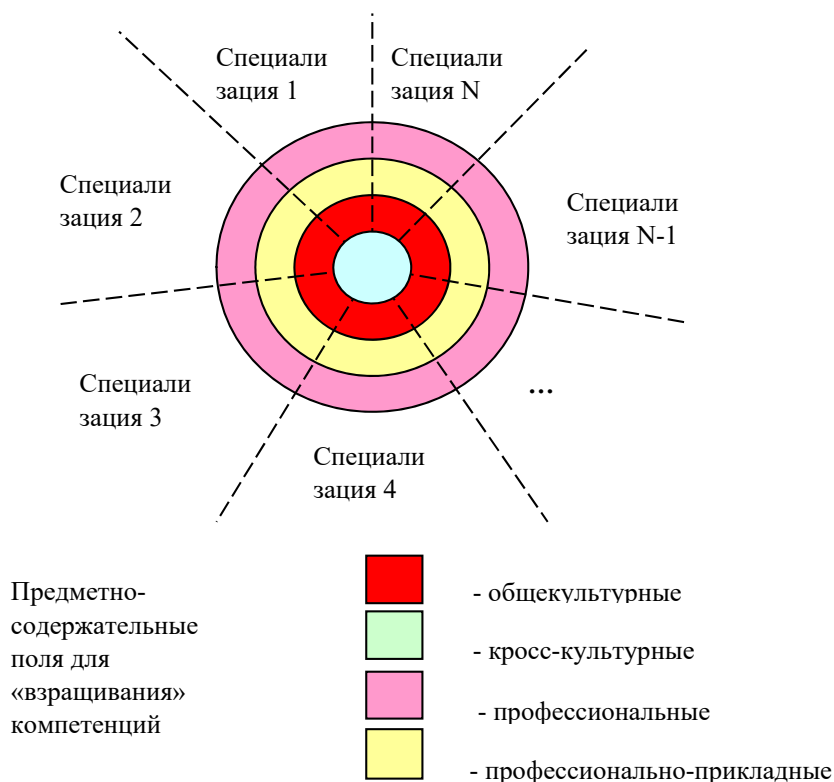 Специали
зация 1
Специали
зация N
Специали
зация 2
Специали
зация N-1
Специали
зация 3
...
Специали
зация 4
Предметно-
содержательные
поля для
«взращивания»
компетенций
- общекультурные
- кросс-культурные
- профессиональные
- профессионально-прикладные